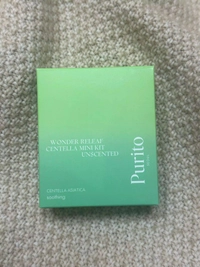 WONDER RELEAF
CENTELLA MINI KIT
UNSCENTED
Purito
CENTELLA ASIATICA
soothing